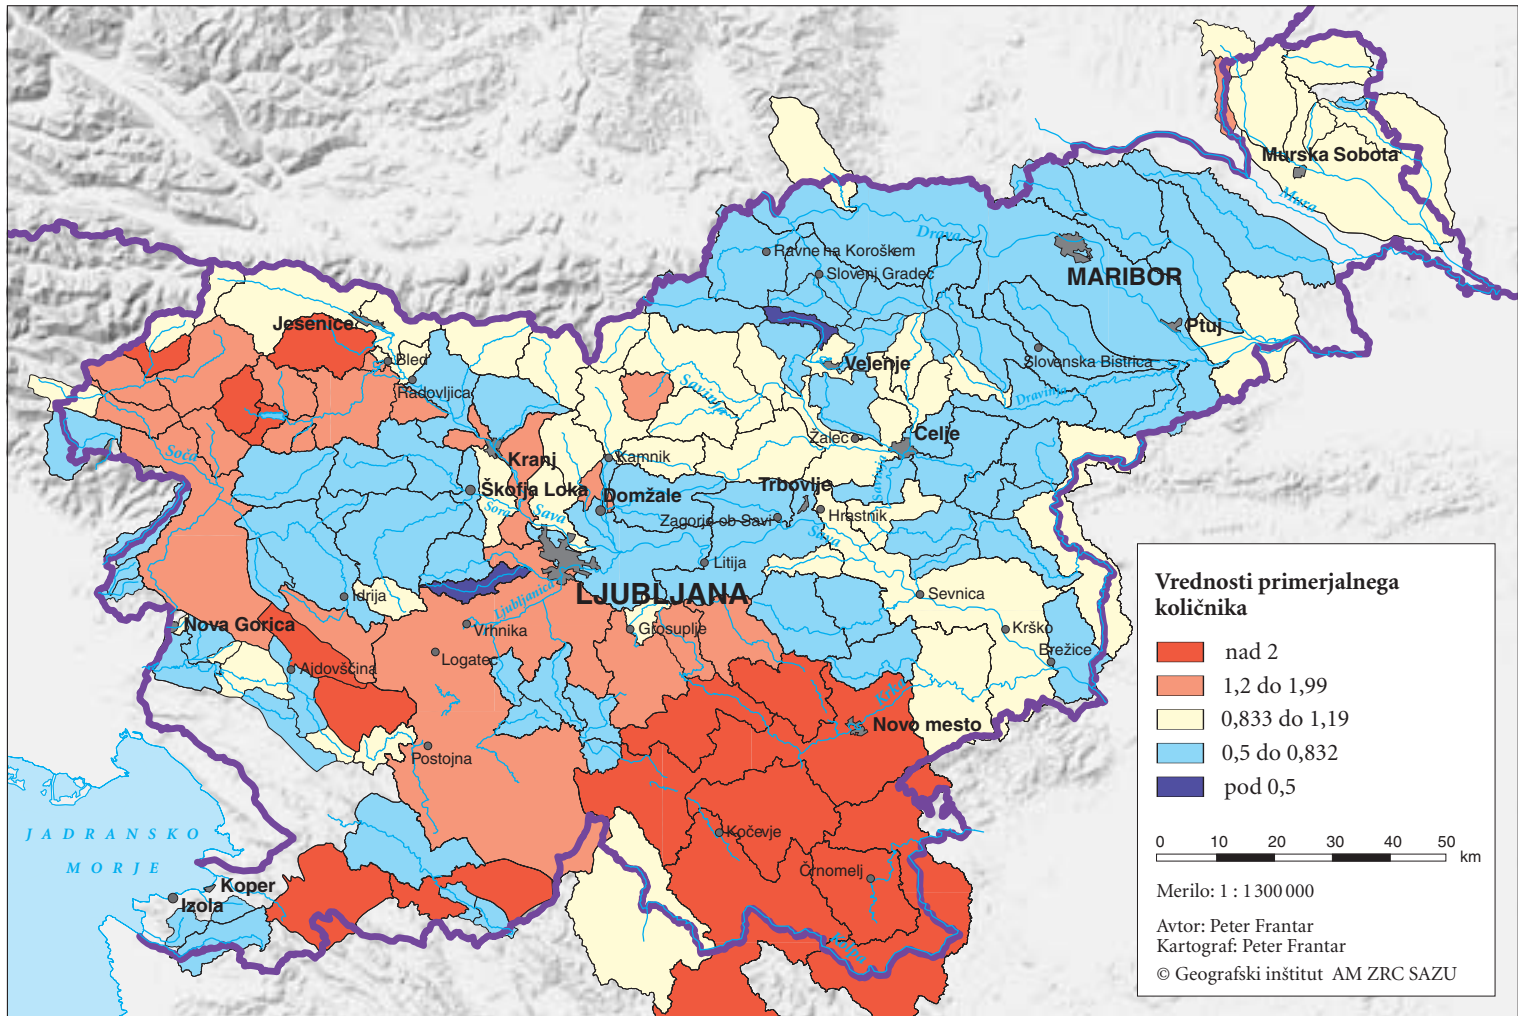 Murska Sobota
Mura
Drava
Ravne na Koroškem
Slovenj Gradec
MARIBOR
Jesenice
Ptuj
Bled
Velenje
Slovenska Bistrica
Radovljica
Savinja
Dravinja
Žalec
Celje
Soča
Kranj
Kamnik
Savinja
Škofja Loka
Domžale
Trbovlje
Sora
Sava
Zagorje ob Savi
Hrastnik
Sava
Litija
Idrija
Ljubljanica
LJUBLJANA
Sevnica
Nova Gorica
Vrhnika
Grosuplje
Krško
Logatec
Brežice
Ajdovščina
Krka
Novo mesto
Postojna
JADRANSKO
MORJE
Kočevje
Črnomelj
Koper
Izola
Kolpa
Vrednosti primerjalnega
količnika
nad 2
1,2 do 1,99
0,833 do 1,19
0,5 do 0,832
pod 0,5
0 10 20 30 40 50 km
Merilo: 1 : 1 300 000
Avtor: Peter Frantar
Kartograf: Peter Frantar
© Geografski inštitut AM ZRC SAZU